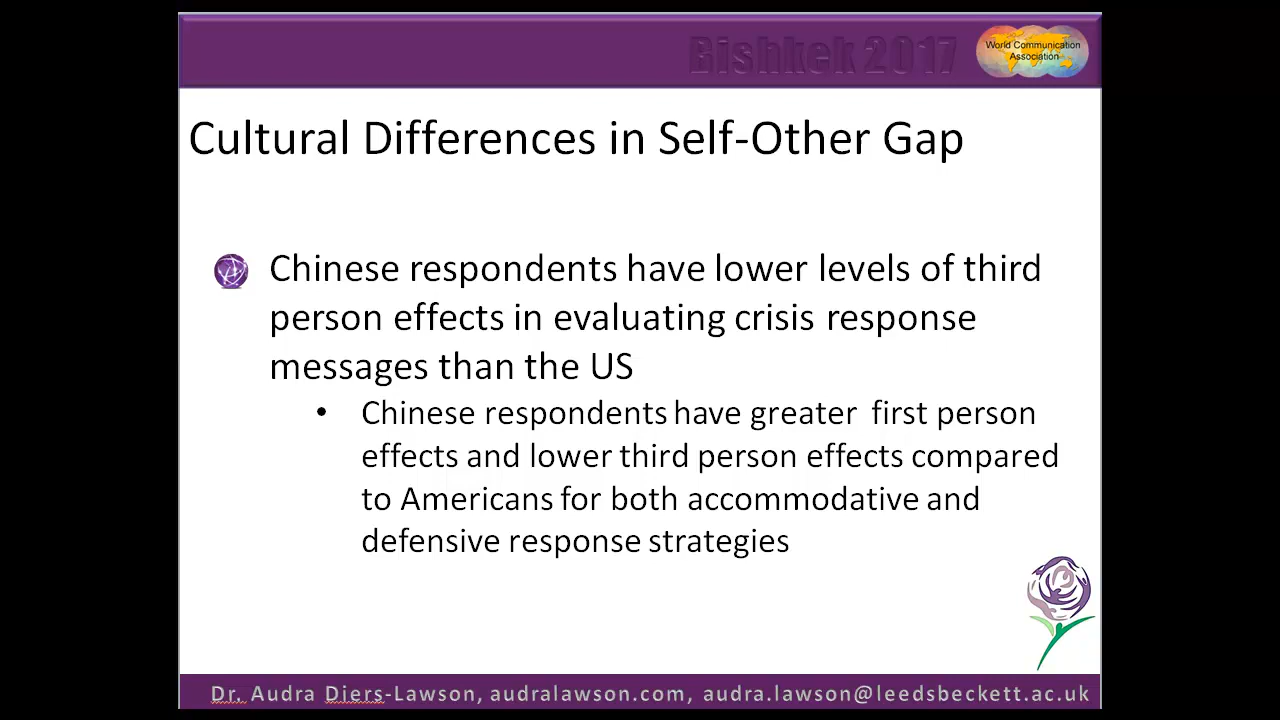 Bishkek 2017
World Communication
Association
Cultural Differences in Self-Other Gap
Chinese respondents have lower levels of third
person effects in evaluating crisis response
messages than the US
• Chinese respondents have greater first person
effects and lower third person effects compared
to Americans for both accommodative and
defensive response strategies
Dr. Audra Diers-Lawson, audralawson.com, audra.lawson@leedsbeckett.ac.uk